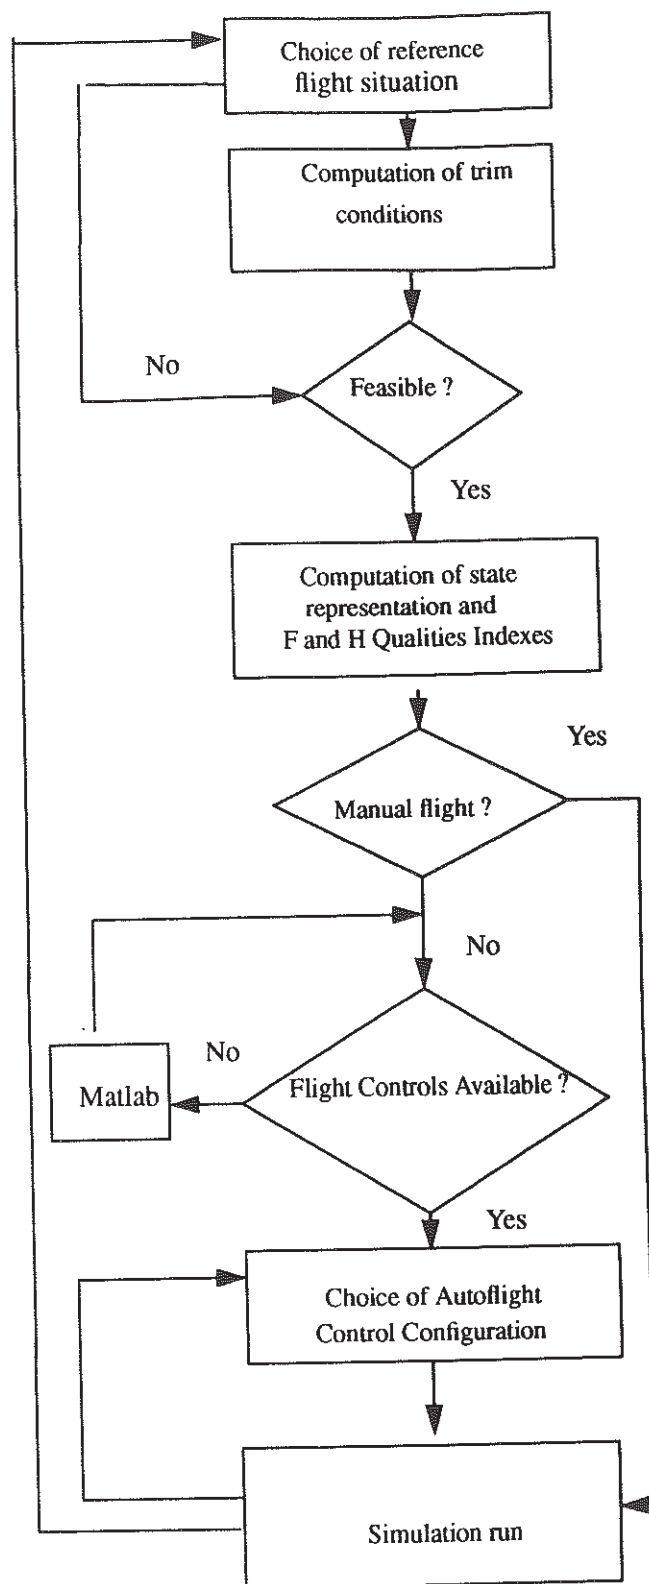 Choice of reference
flight situation
Computation of trim
conditions
No
Feasible ?
Yes
Computation of state
representation and
F and H Qualities Indexes
Yes
Manual flight ?
No
No
Flight Controls Available ?
Matlab
Yes
Choice of Autoflight
Control Configuration
Simulation run